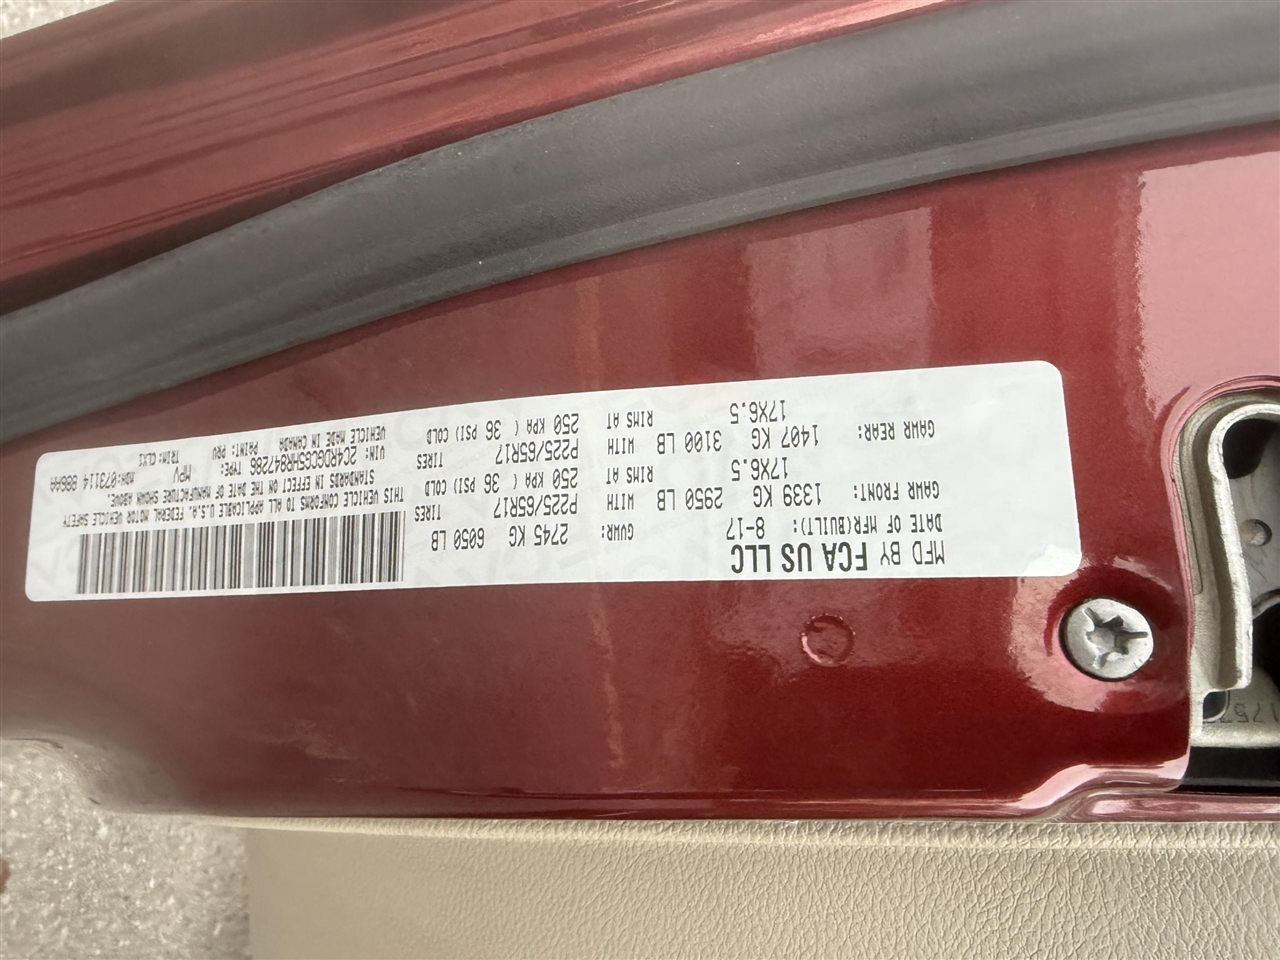 MFD BY FCA US LLC
DATE OF MFR(BUILT): 8-17 GVWR: 2745 KG 6050 LB
GAWR FRONT: 1339 KG 2950 LB WITH P225/65R17 TIRES
17X6.5 RIMS AT 250 KPA ( 36 PSI) COLD
GAWR REAR: 1407 KG 3100 LB WITH P225/65R17 TIRES
17X6.5 RIMS AT 250 KPA ( 36 PSI) COLD
THIS VEHICLE CONFORMS TO ALL APPLICABLE U.S.A. FEDERAL MOTOR VEHICLE SAFETY
STANDARDS IN EFFECT ON THE DATE OF MANUFACTURE SHOWN ABOVE.
VIN: 2C4RDGCG5HR847286 TYPE: MPV MDH:073114
VEHICLE MADE IN CANADA PAINT: PRV TRIM: